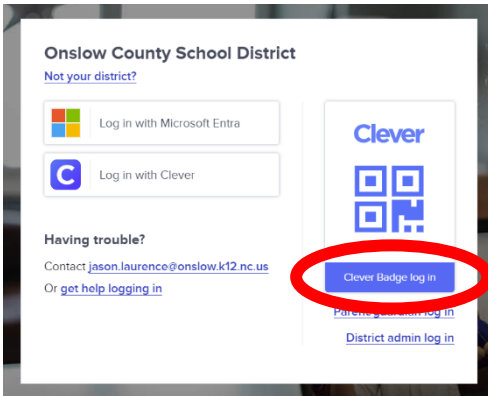 Onslow County School District
Not your district?
Log in with Microsoft Entra
Log in with Clever
Having trouble?
Contact jason.laurence@onslow.k12.nc.us
Or get help logging in
Clever
Clever Badge log in
Parent/guardian log in
District admin log in